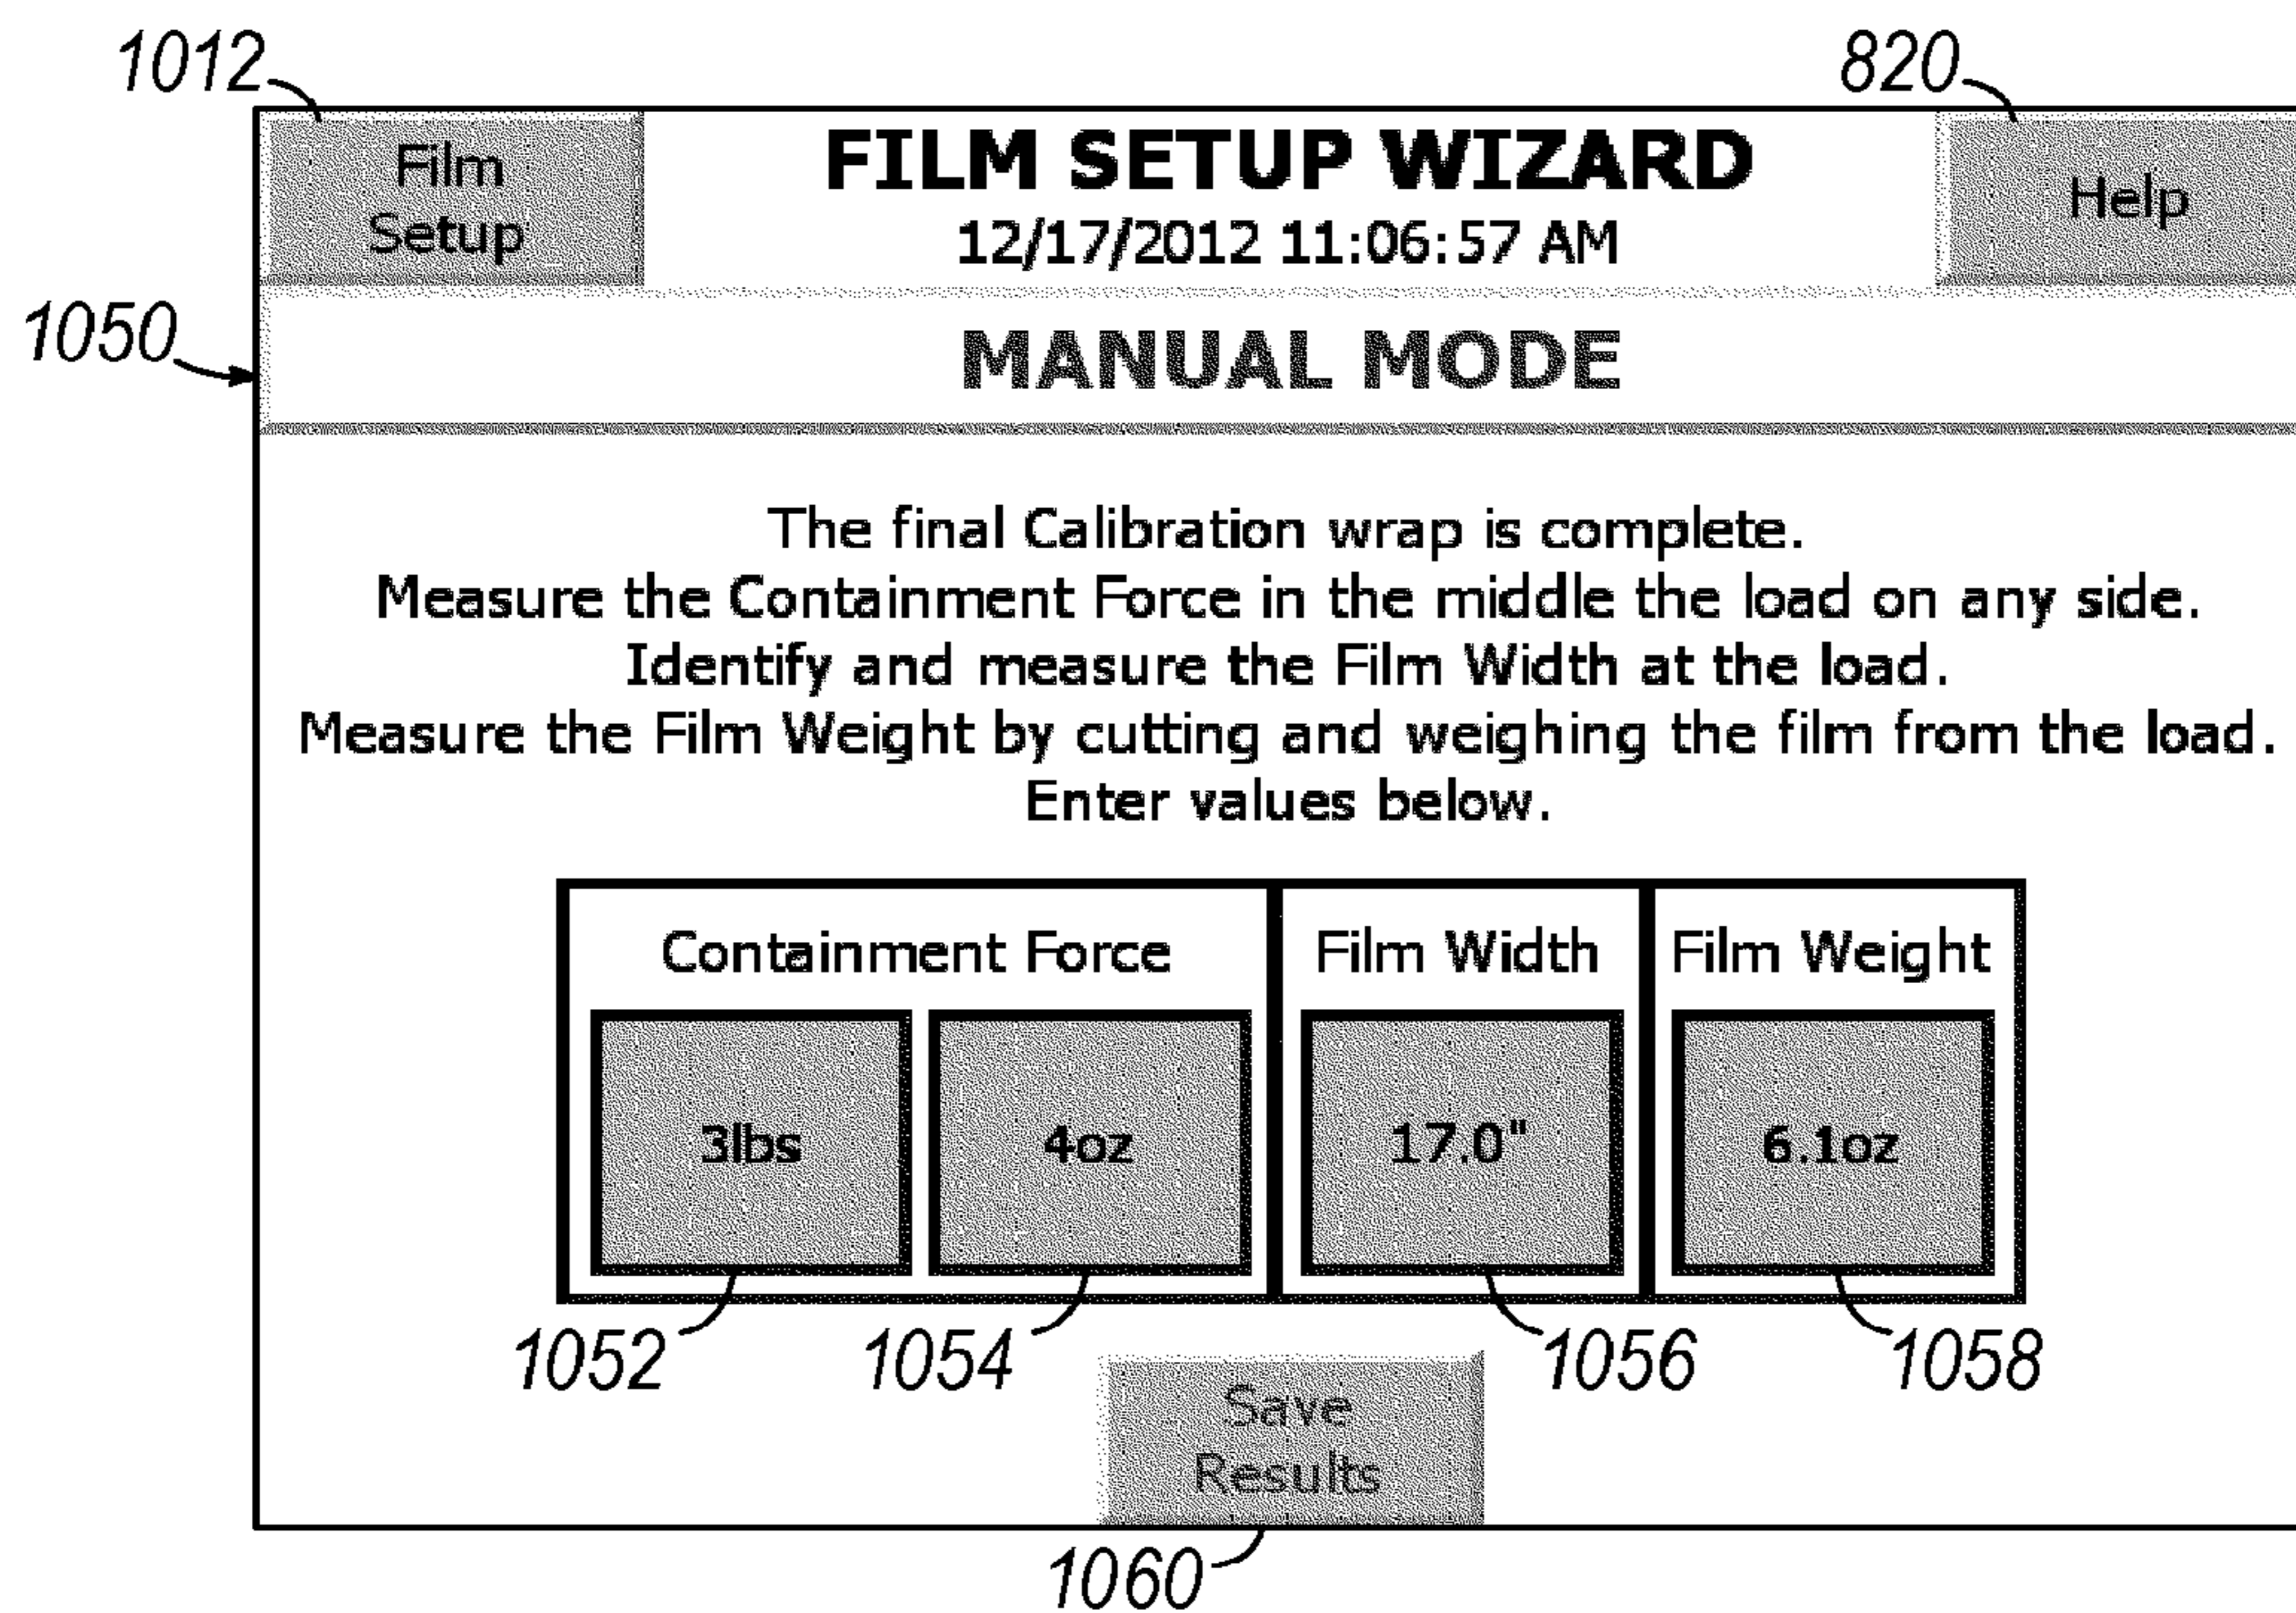 1012
820
Film
Setup
FILM SETUP WIZARD
12/17/2012 11:06:57 AM
Help
1050
MANUAL MODE
The final Calibration wrap is complete.
Measure the Containment Force in the middle the load on any side.
Identify and measure the Film Width at the load.
Measure the Film Weight by cutting and weighing the film from the load.
Enter values below.
Containment Force
Film Width
Film Weight
3lbs
4oz
17.0"
6.1oz
1052
1054
1056
1058
Save
Results
1060